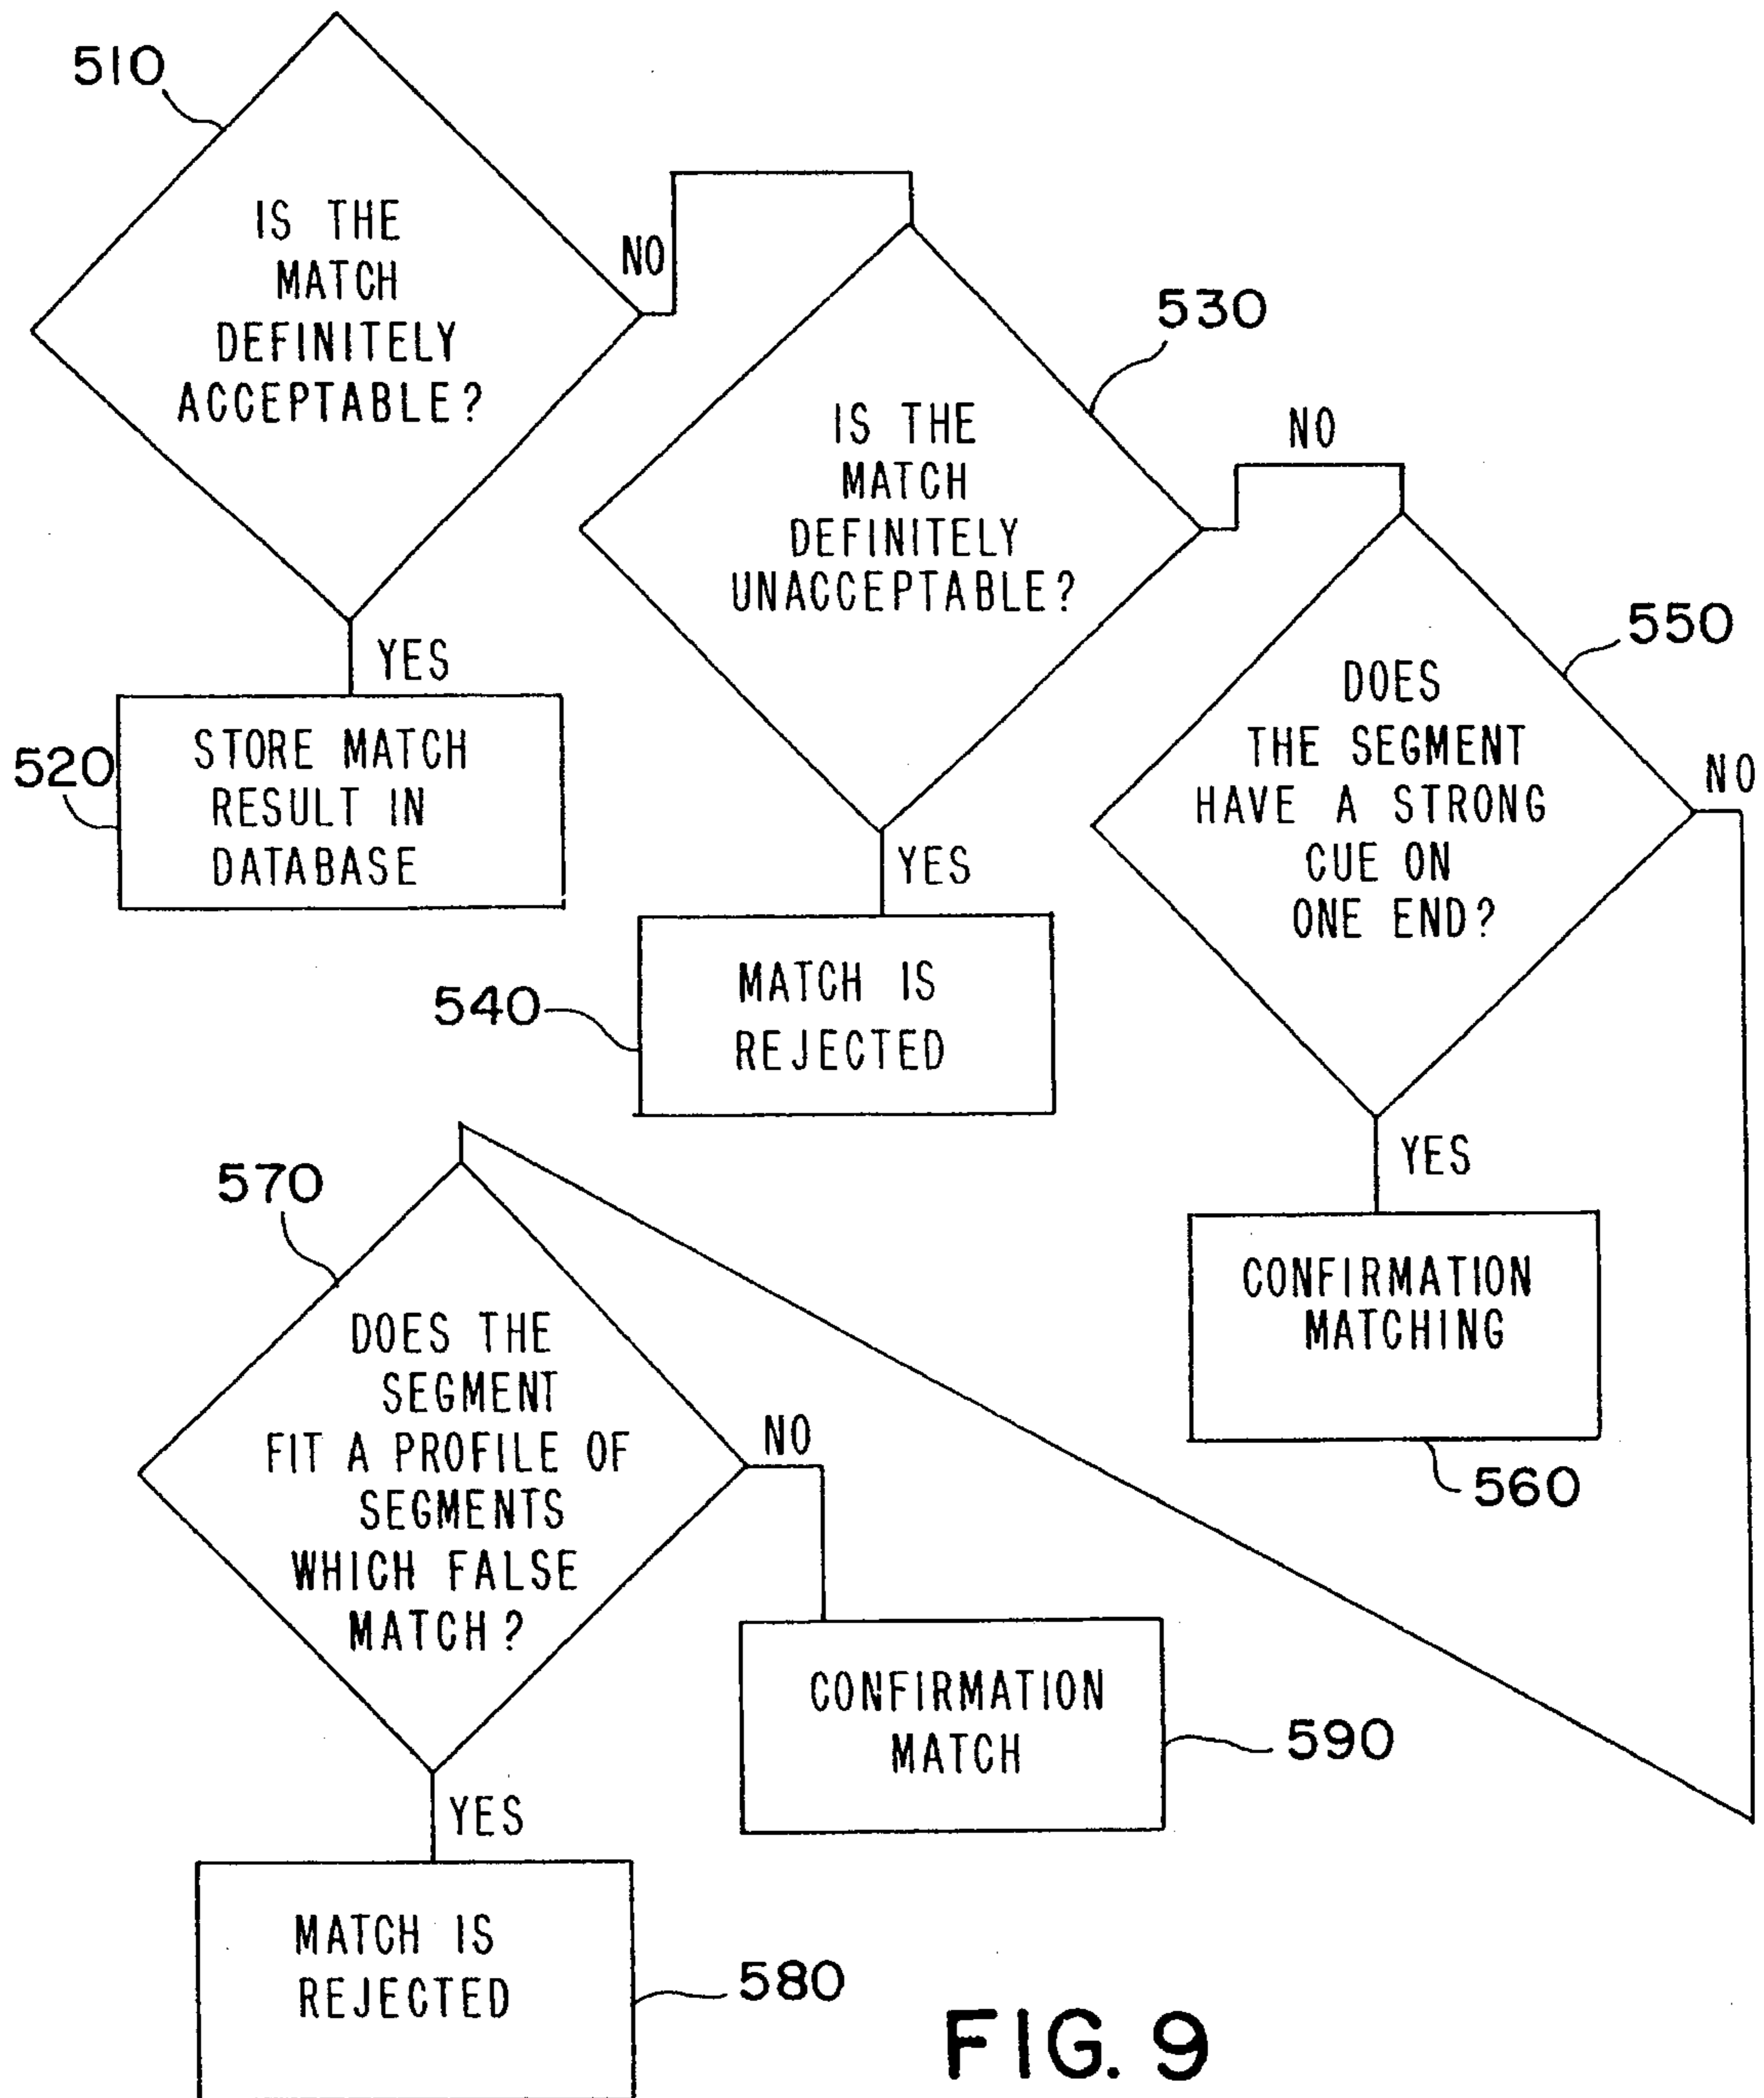 510
IS THE
MATCH
DEFINITELY
ACCEPTABLE?
NO
YES
520
STORE MATCH
RESULT IN
DATABASE
530
IS THE
MATCH
DEFINITELY
UNACCEPTABLE?
NO
YES
540
MATCH IS
REJECTED
550
DOES
THE SEGMENT
HAVE A STRONG
CUE ON
ONE END?
NO
YES
CONFIRMATION
MATCHING
560
570
DOES THE
SEGMENT
FIT A PROFILE OF
SEGMENTS
WHICH FALSE
MATCH?
NO
CONFIRMATION
MATCH
590
YES
MATCH IS
REJECTED
580
FIG. 9